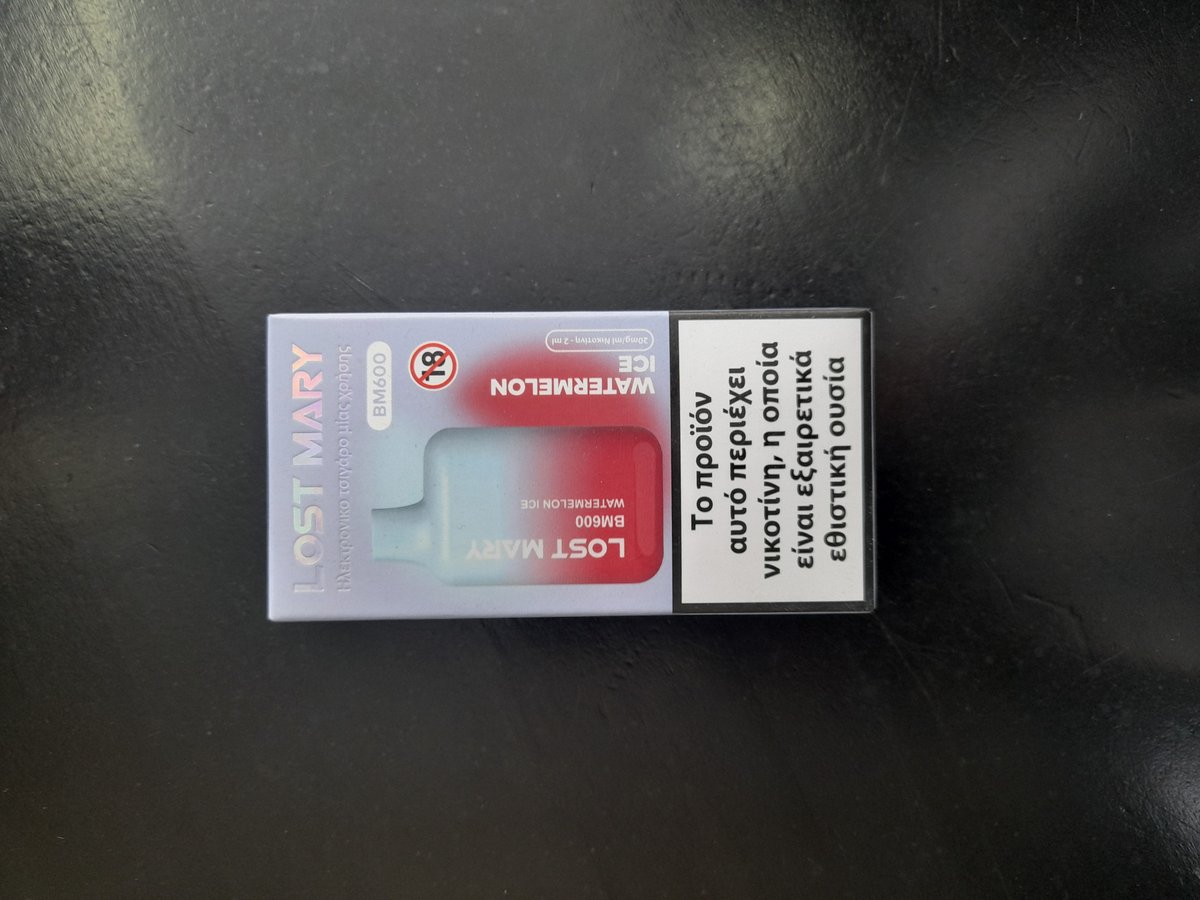 LOST MARY
Ηλεκτρονικό τσιγάρο μίας χρήσης
BM600
18
WATERMELON
ICE
20mg/ml Νικοτίνη - 2 ml
LOST MARY
BM600
WATERMELON ICE
Το προϊόν
αυτό περιέχει
νικοτίνη, η οποία
είναι εξαιρετικά
εθιστική ουσία